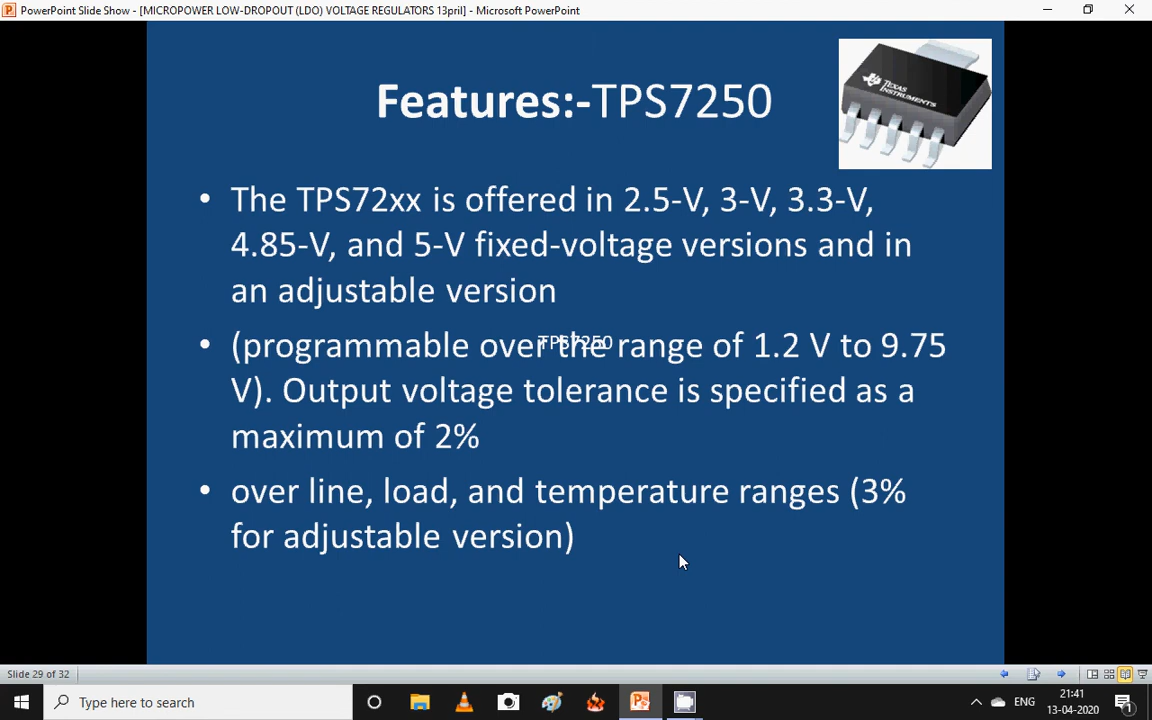 PowerPoint Slide Show - [MICROPOWER LOW-DROPOUT (LDO) VOLTAGE REGULATORS 13pril] - Microsoft PowerPoint
Features:-TPS7250
TEXAS
INSTRUMENTS
• The TPS72xx is offered in 2.5-V, 3-V, 3.3-V,
4.85-V, and 5-V fixed-voltage versions and in
an adjustable version
• (programmable over the range of 1.2 V to 9.75
TPS7250
V). Output voltage tolerance is specified as a
maximum of 2%
• over line, load, and temperature ranges (3%
for adjustable version)
Slide 29 of 32
Type here to search
ENG
21:41
13-04-2020
1